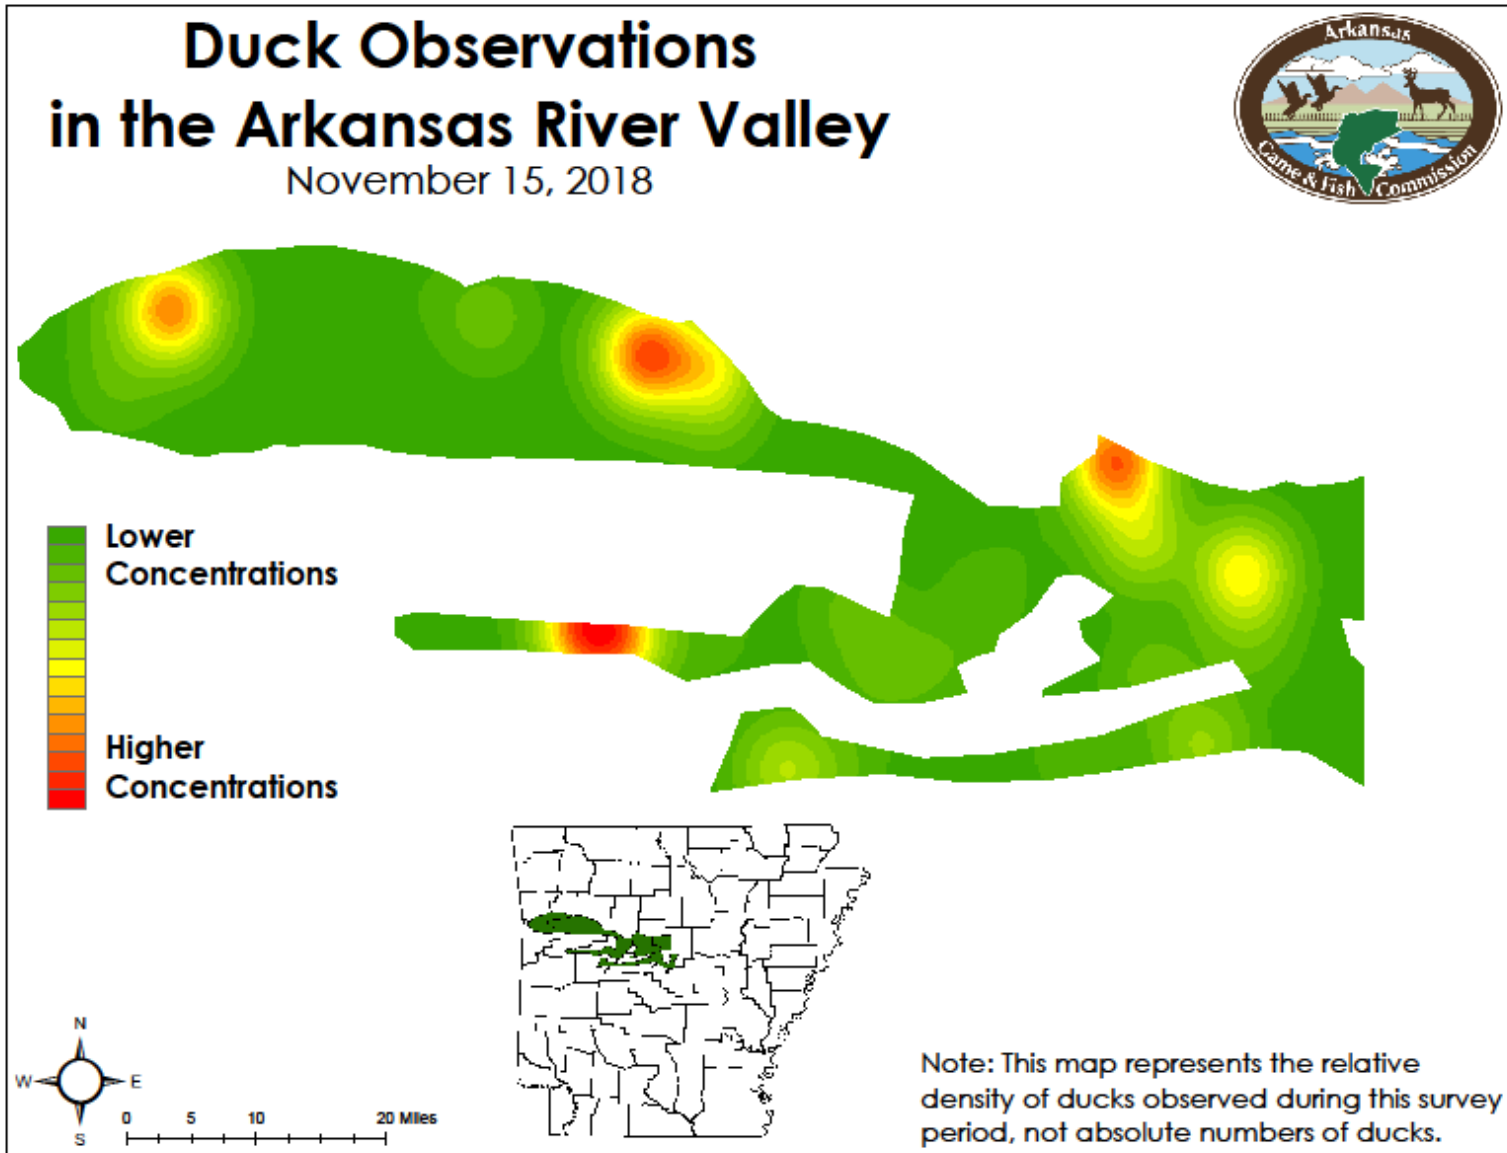 Duck Observations
in the Arkansas River Valley
November 15, 2018
Arkansas
Game & Fish Commission
Lower
Concentrations
Higher
Concentrations
N
W
E
S
0 5 10 20 Miles
Note: This map represents the relative
density of ducks observed during this survey
period, not absolute numbers of ducks.